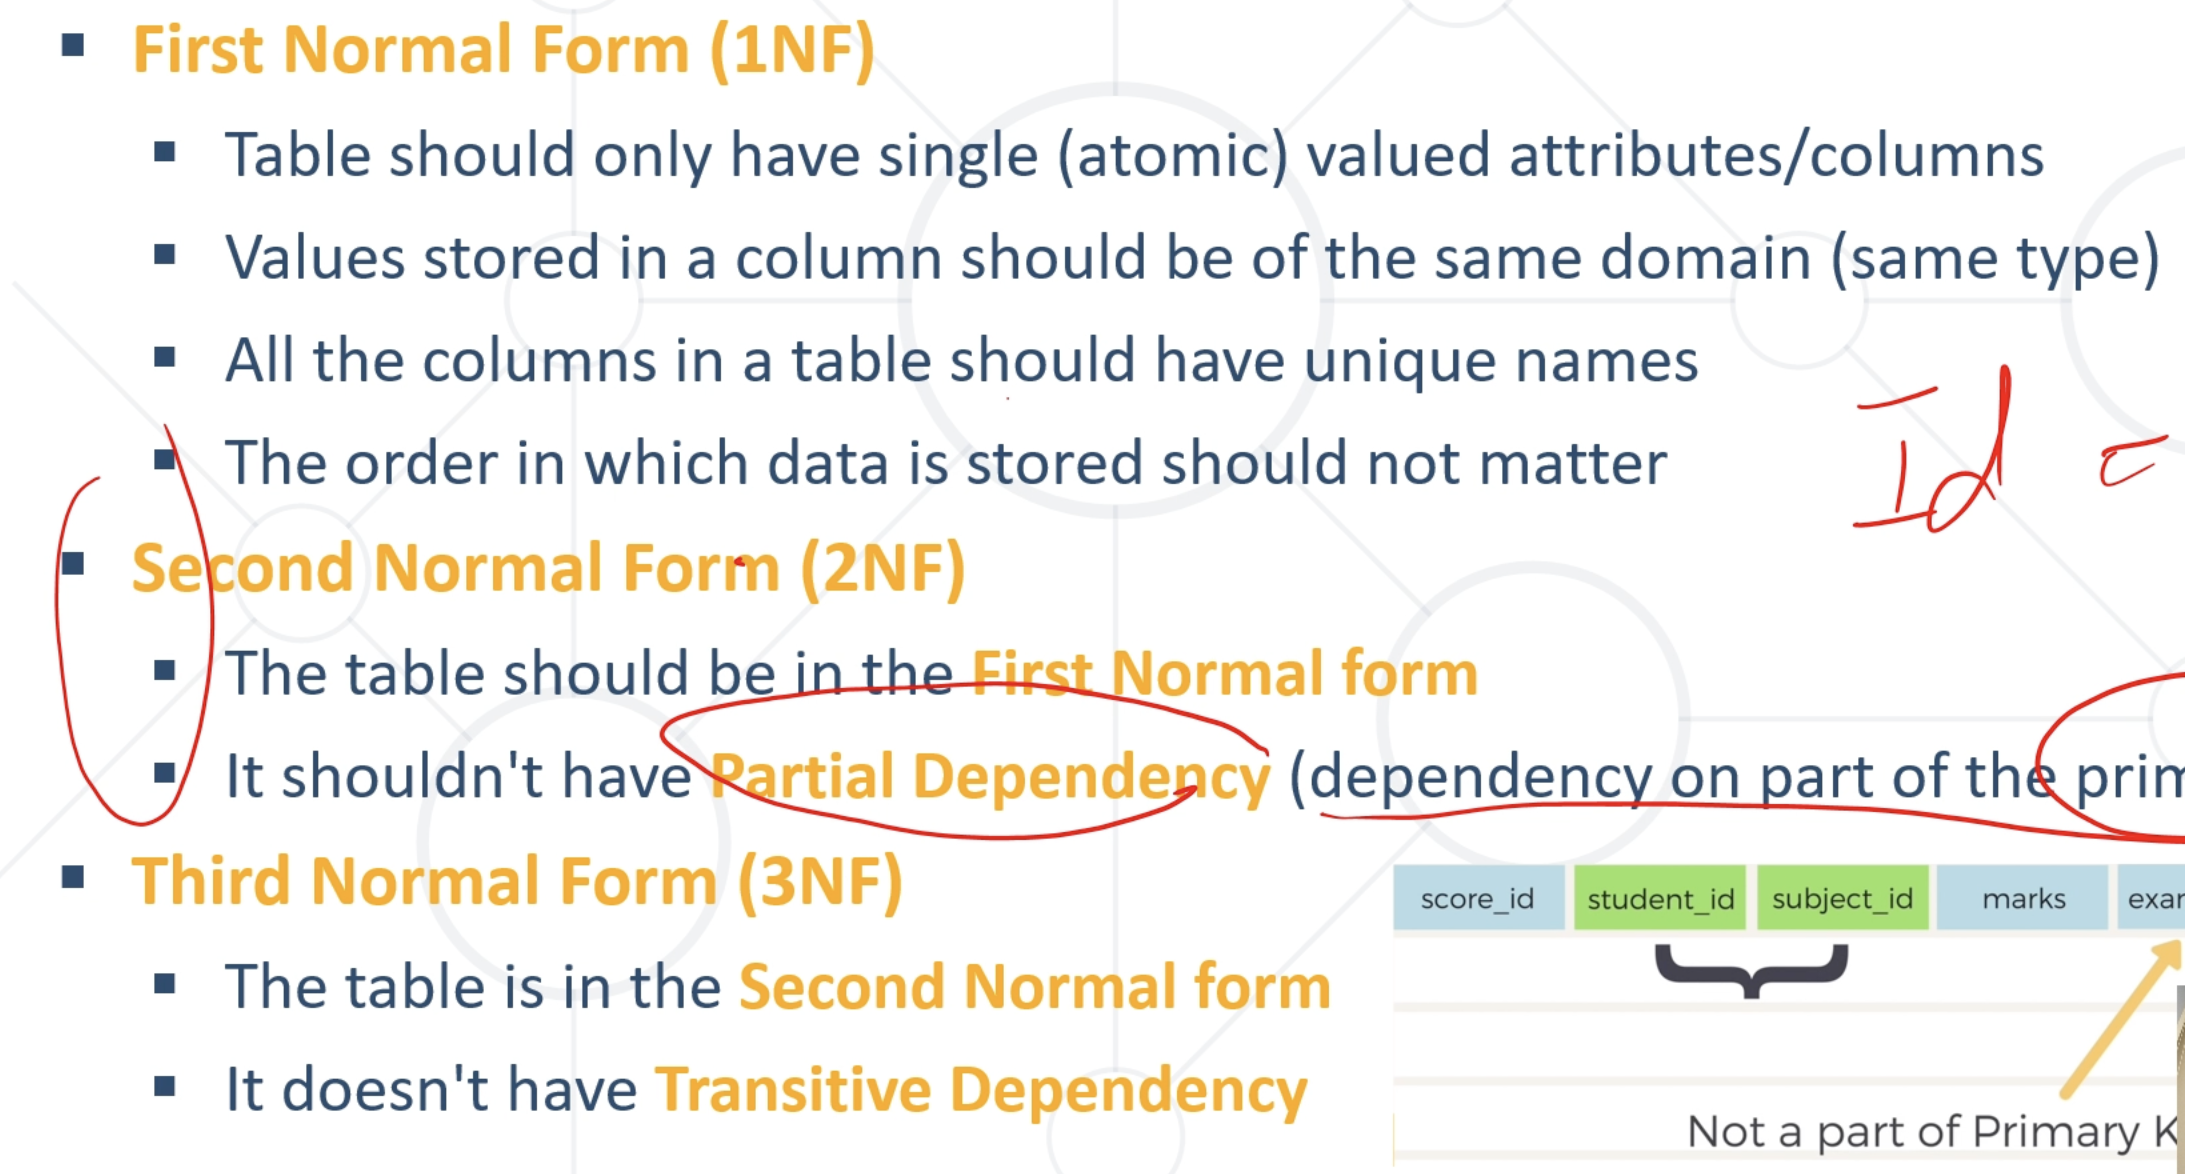 First Normal Form (1NF)
Table should only have single (atomic) valued attributes/columns
Values stored in a column should be of the same domain (same type)
All the columns in a table should have unique names
The order in which data is stored should not matter
Id =
Second Normal Form (2NF)
The table should be in the First Normal form
It shouldn't have Partial Dependency (dependency on part of the prim
Third Normal Form (3NF)
score_id student_id subject_id marks exam
The table is in the Second Normal form
It doesn't have Transitive Dependency
Not a part of Primary K